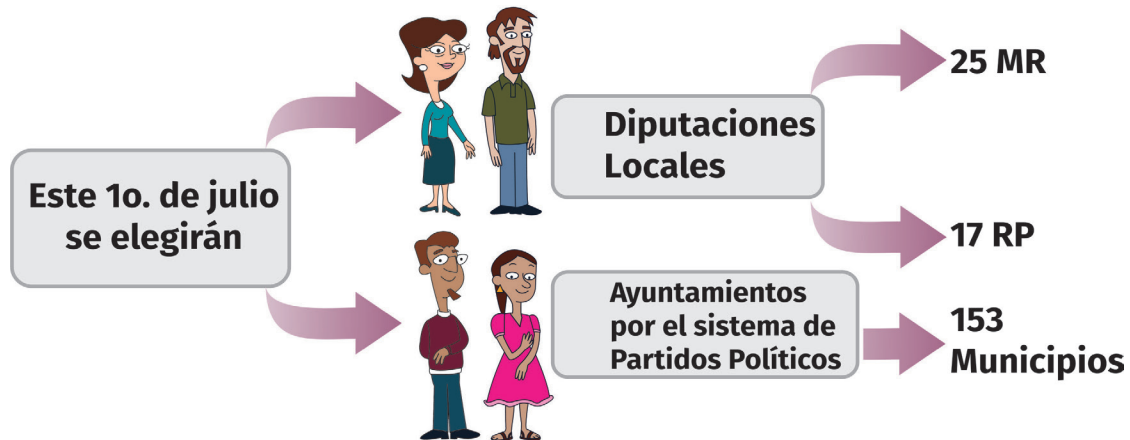 Este 1o. de julio
se elegirán
Diputaciones
Locales
25 MR
17 RP
Ayuntamientos
por el sistema de
Partidos Políticos
153
Municipios